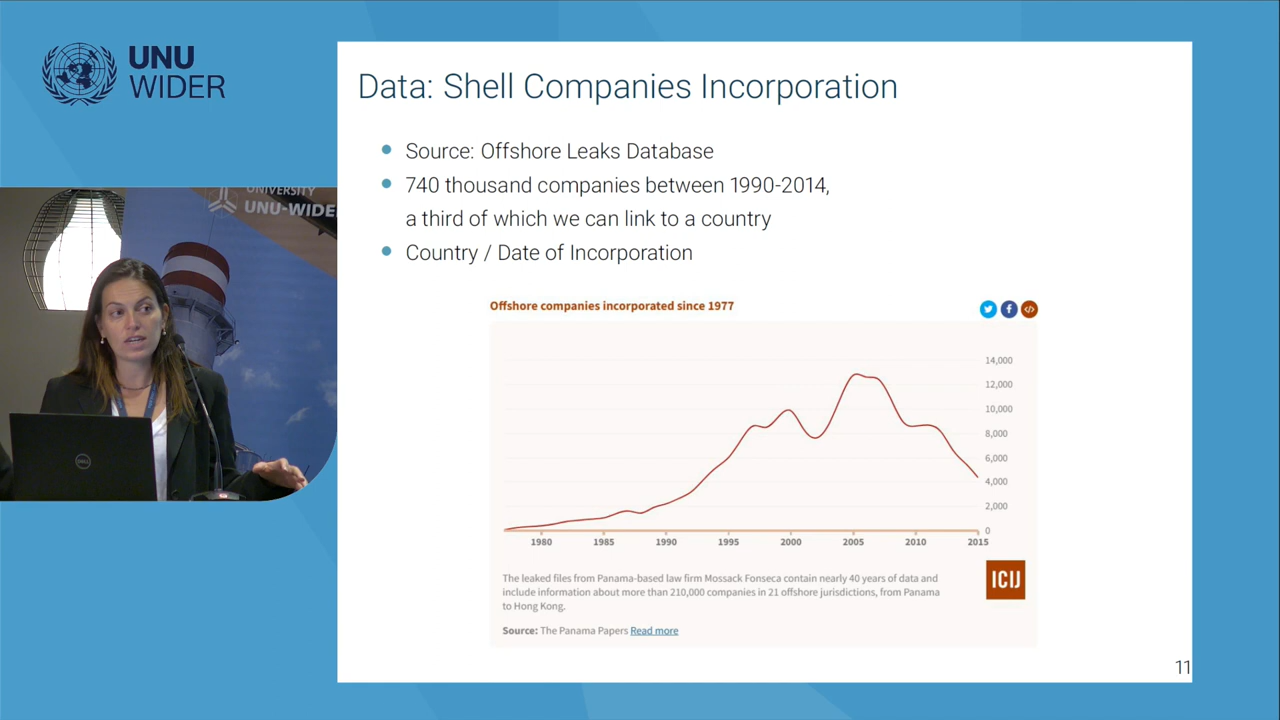 UNU
WIDER
Data: Shell Companies Incorporation
Source: Offshore Leaks Database
740 thousand companies between 1990-2014,
a third of which we can link to a country
Country / Date of Incorporation
UNIVERSITY
UNU-WIDE
DELL
Offshore companies incorporated since 1977
14,000
12,000
10,000
8,000
6,000
4,000
2,000
0
1980 1985 1990 1995 2000 2005 2010 2015
The leaked files from Panama-based law firm Mossack Fonseca contain nearly 40 years of data and
include information about more than 210,000 companies in 21 offshore jurisdictions, from Panama
to Hong Kong.
ICIJ
Source: The Panama Papers Read more
11